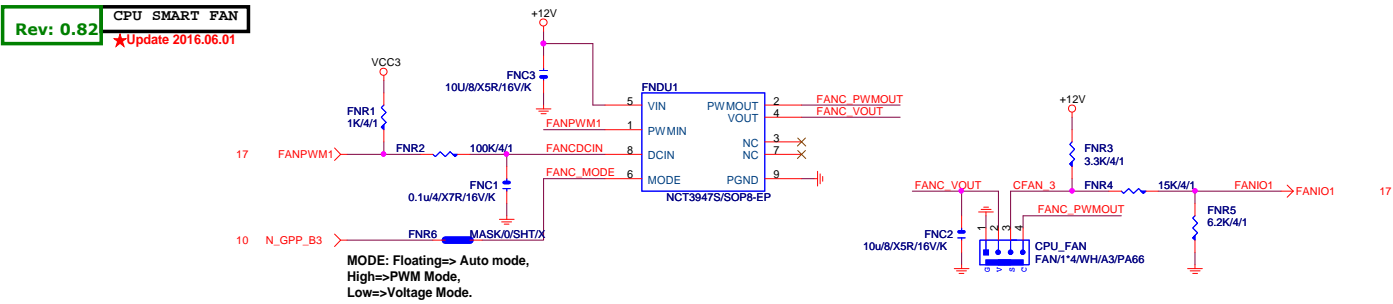 Rev: 0.82
CPU SMART FAN
★Update 2016.06.01
+12V
VCC3
FNC3
10U/8/X5R/16V/K
FNR1
1K/4/1
FNDU1
5 VIN
PWMOUT 2 FANC_PWMOUT
VOUT 4 FANC_VOUT
FANPWM1 1 PWMIN
NC 3
17 FANPWM1 FNR2 100K/4/1 FANCDCIN 8 DCIN
NC 7
FANC_MODE 6 MODE
PGND 9
FNC1
0.1u/4/X7R/16V/K
NCT3947S/SOP8-EP
10 N_GPP_B3 FNR6 MASK/0/SHT/X
MODE: Floating=> Auto mode,
High=>PWM Mode,
Low=>Voltage Mode.
+12V
FNR3
3.3K/4/1
FANC_VOUT CFAN_3 FNR4 15K/4/1 FANIO1 FANIO1 17
FANC_PWMOUT
FNR5
6.2K/4/1
1 2 3 4
FNC2
10u/8/X5R/16V/K
CPU_FAN
FAN/1*4/WH/A3/PA66
G V S C